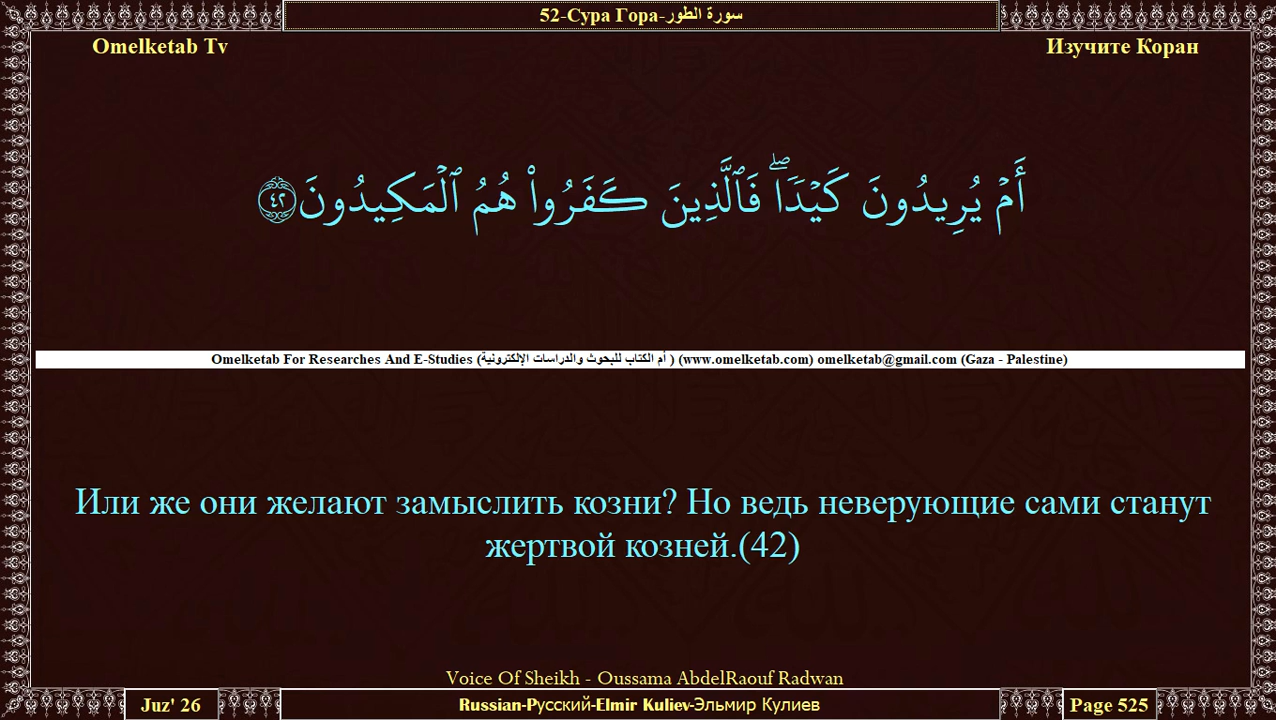 52-Сура Гора-سورة الطور
Omelketab Tv
Изучите Коран
أَمۡ يُرِيدُونَ كَيۡدٗاۖ فَٱلَّذِينَ كَفَرُواْ هُمُ ٱلۡمَكِيدُونَ ٤٢
Omelketab For Researches And E-Studies (أم الكتاب للبحوث والدراسات الإلكترونية ) (www.omelketab.com) omelketab@gmail.com (Gaza - Palestine)
Или же они желают замыслить козни? Но ведь неверующие сами станут
жертвой козней.(42)
Voice Of Sheikh - Oussama AbdelRaouf Radwan
Juz' 26
Russian-Русский-Elmir Kuliev-Эльмир Кулиев
Page 525